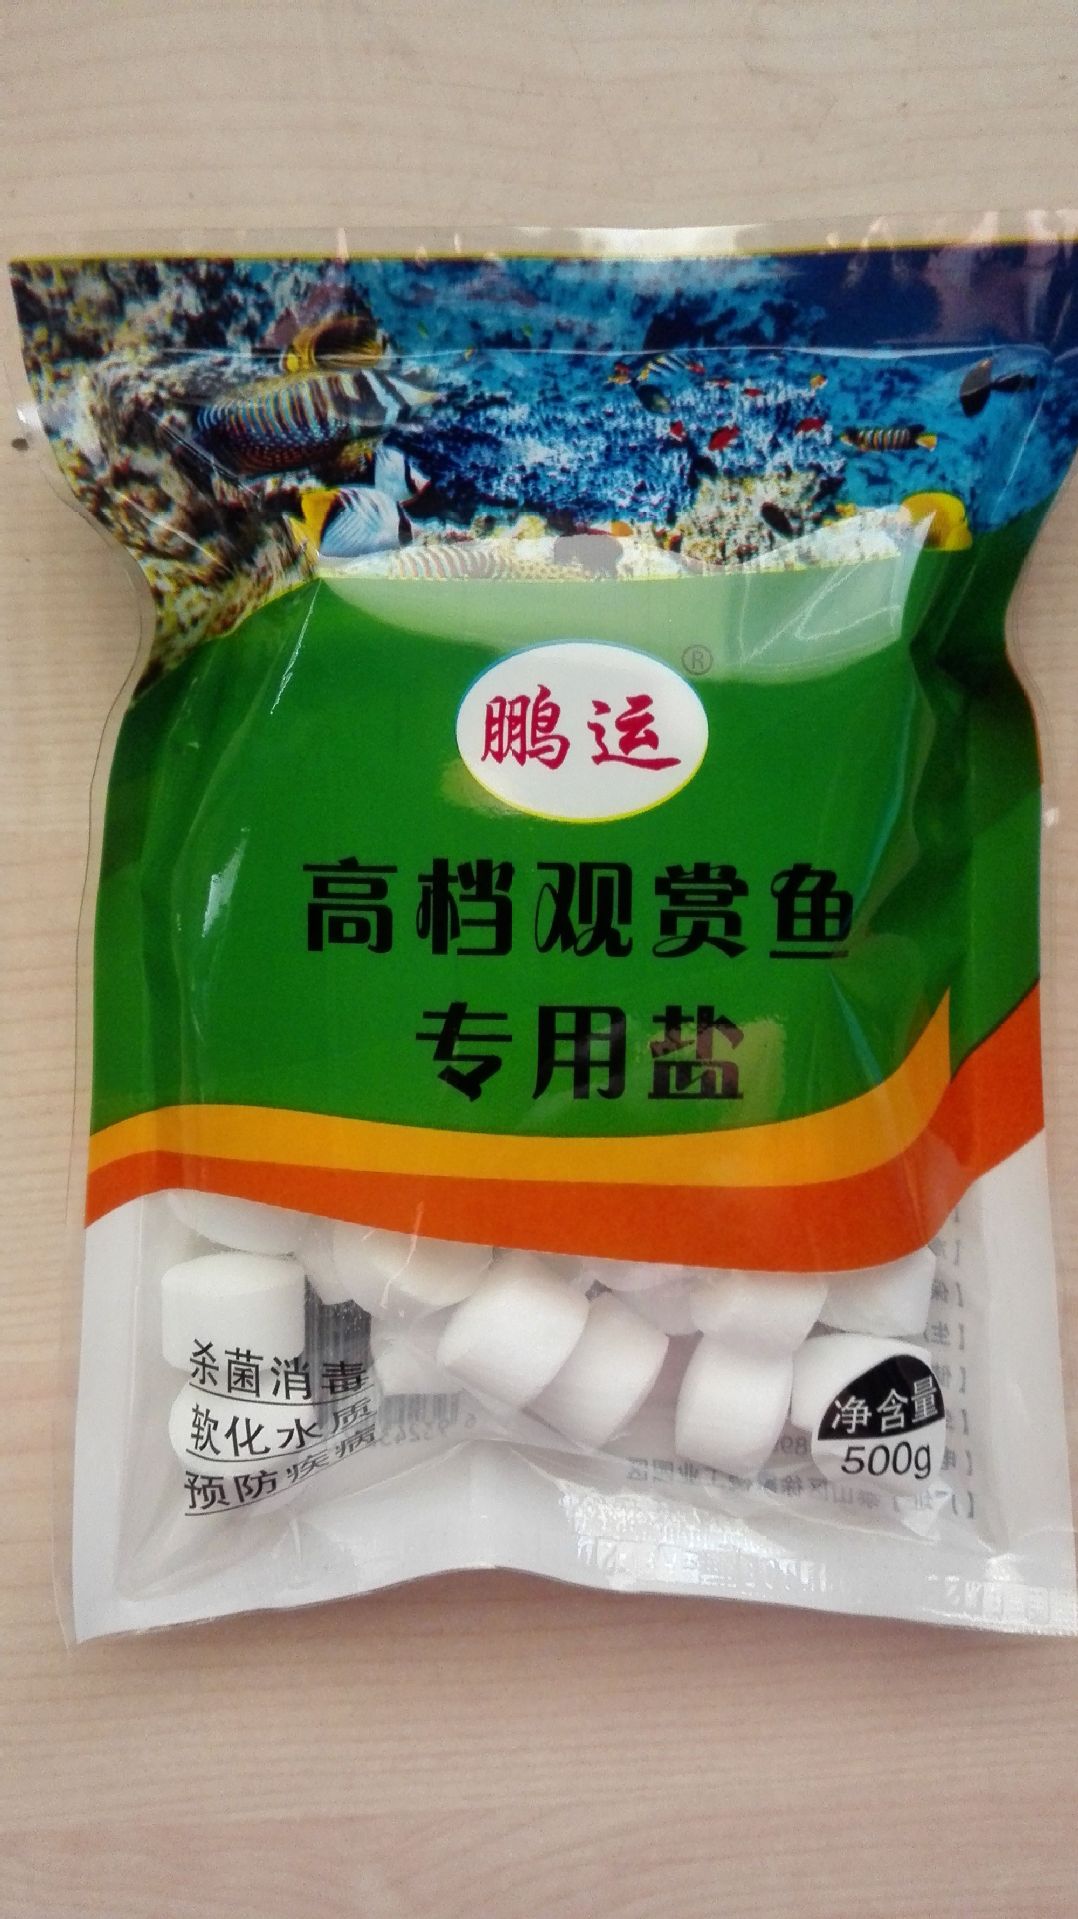 鹏运
®
高档观赏鱼
专用盐
杀菌消毒
软化水质
预防疾病
净含量
500g